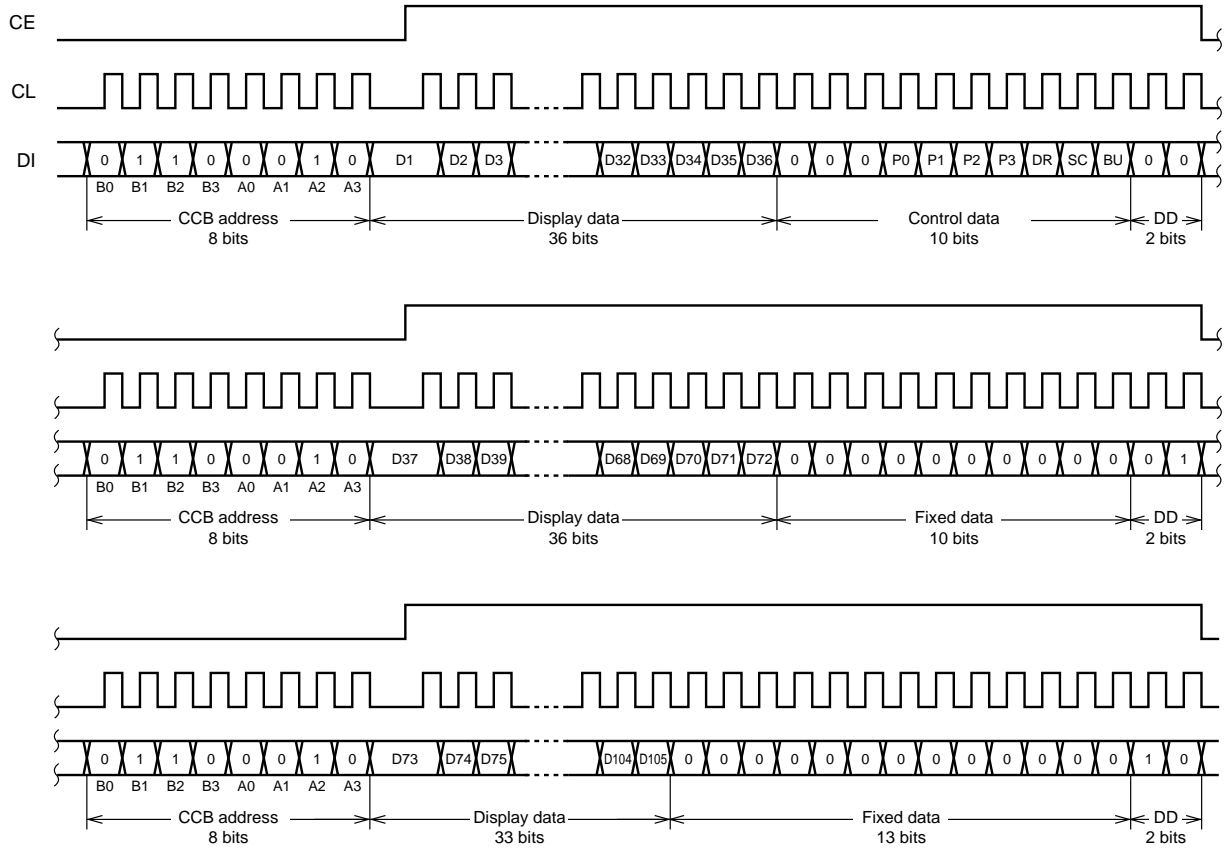 CE
CL
DI 0 1 1 0 0 0 1 0 D1 D2 D3 D32 D33 D34 D35 D36 0 0 0 P0 P1 P2 P3 DR SC BU 0 0
B0 B1 B2 B3 A0 A1 A2 A3
CCB address Display data Control data DD
8 bits 36 bits 10 bits 2 bits
0 1 1 0 0 0 1 0 D37 D38 D39 D68 D69 D70 D71 D72 0 0 0 0 0 0 0 0 0 0 0 1
B0 B1 B2 B3 A0 A1 A2 A3
CCB address Display data Fixed data DD
8 bits 36 bits 10 bits 2 bits
0 1 1 0 0 0 1 0 D73 D74 D75 D104 D105 0 0 0 0 0 0 0 0 0 0 0 0 0 1 0
B0 B1 B2 B3 A0 A1 A2 A3
CCB address Display data Fixed data DD
8 bits 33 bits 13 bits 2 bits